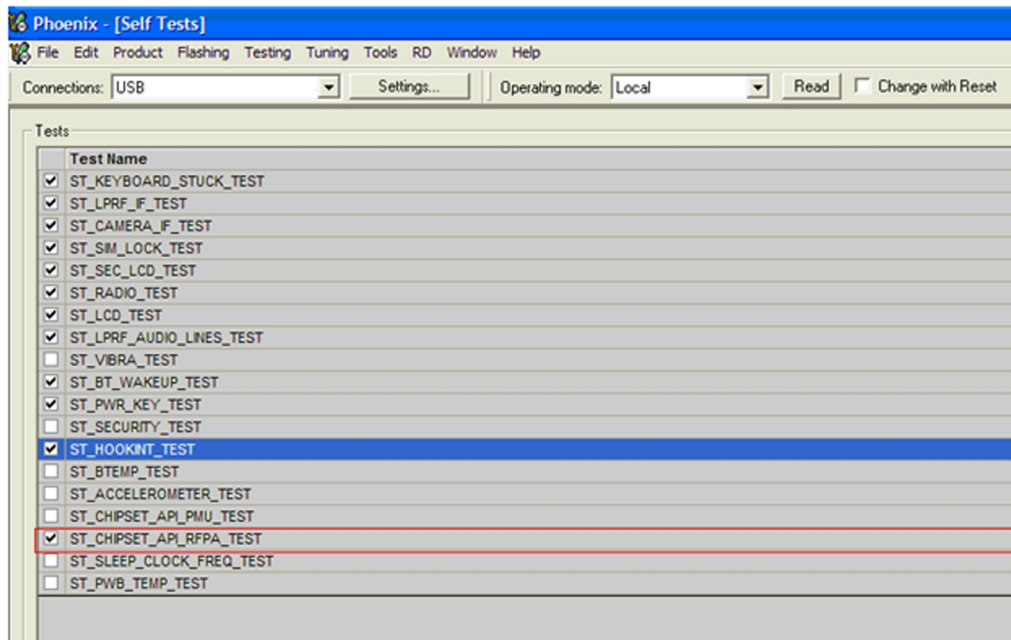 Phoenix - [Self Tests]
File Edit Product Flashing Testing Tuning Tools RD Window Help
Connections: USB Settings... Operating mode: Local Read Change with Reset
Tests
Test Name
ST_KEYBOARD_STUCK_TEST
ST_LPRF_IF_TEST
ST_CAMERA_IF_TEST
ST_SIM_LOCK_TEST
ST_SEC_LCD_TEST
ST_RADIO_TEST
ST_LCD_TEST
ST_LPRF_AUDIO_LINES_TEST
ST_VIBRA_TEST
ST_BT_WAKEUP_TEST
ST_PWR_KEY_TEST
ST_SECURITY_TEST
ST_HOOKINT_TEST
ST_BTEMP_TEST
ST_ACCELEROMETER_TEST
ST_CHIPSET_API_PMU_TEST
ST_CHIPSET_API_RFPA_TEST
ST_SLEEP_CLOCK_FREQ_TEST
ST_PWB_TEMP_TEST